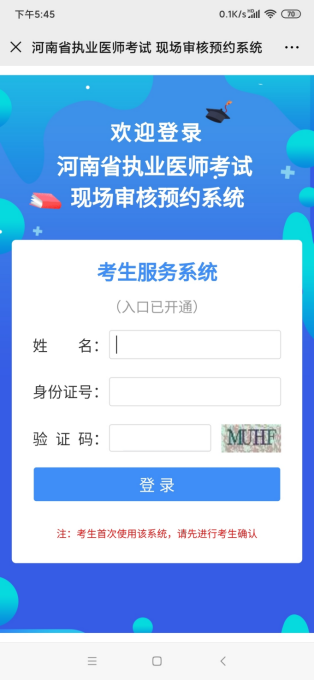 下午5:45
0.1K/s
70
河南省执业医师考试 现场审核预约系统
欢迎登录
河南省执业医师考试
现场审核预约系统
考生服务系统
（入口已开通）
姓 名：
身份证号：
验 证 码：
MUHF
登 录
注：考生首次使用该系统，请先进行考生确认